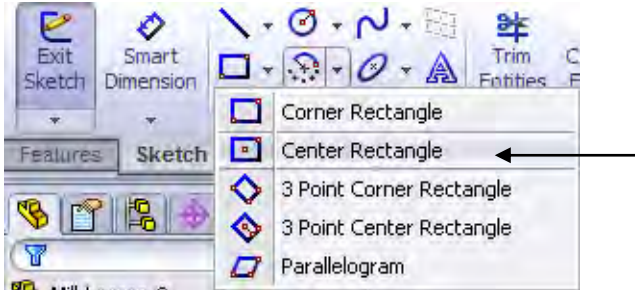 Exit Sketch
Smart Dimension
Trim Entities
Corner Rectangle
Features
Sketch
Center Rectangle
3 Point Corner Rectangle
3 Point Center Rectangle
Parallelogram